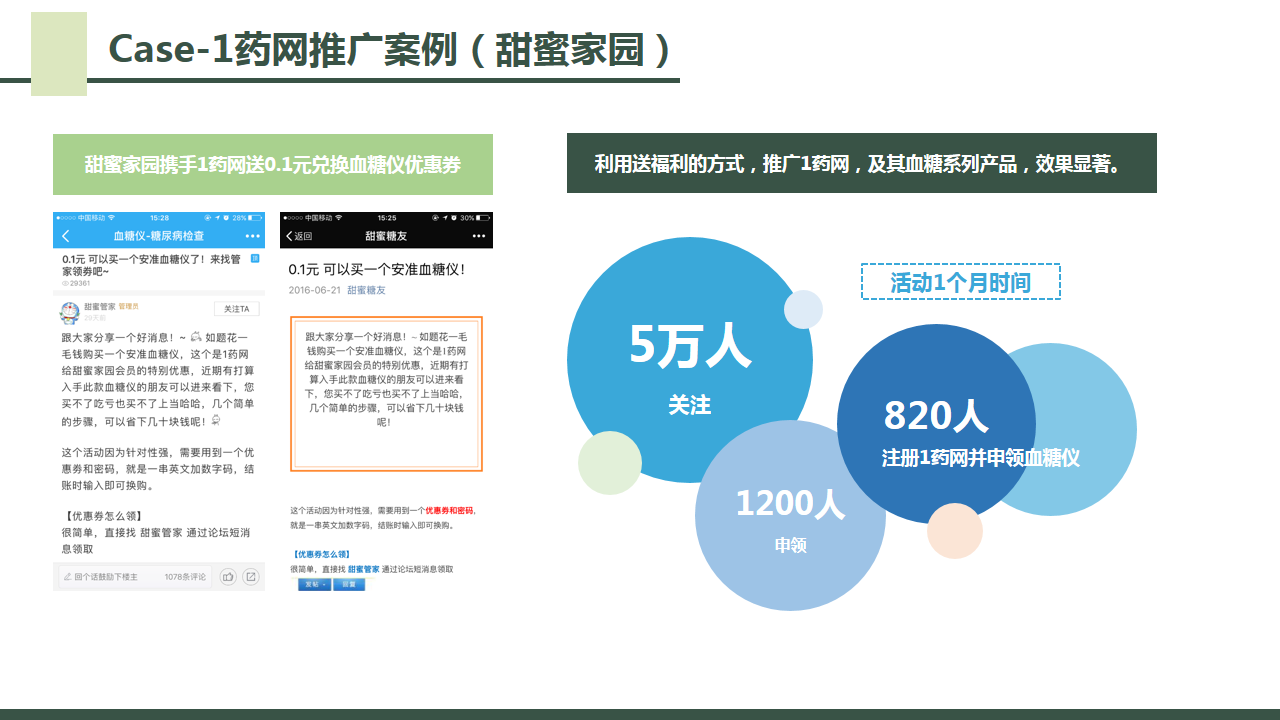 Case-1药网推广案例（甜蜜家园）
甜蜜家园携手1药网送0.1元兑换血糖仪优惠券
利用送福利的方式，推广1药网，及其血糖系列产品，效果显著。
中国移动 15:28 28%
血糖仪-糖尿病检查
0.1元 可以买一个安准血糖仪了！来找管
家领券吧~
29361
甜蜜管家 管理员
29天前
关注TA
跟大家分享一个好消息！~ 如题花一
毛钱购买一个安准血糖仪，这个是1药网
给甜蜜家园会员的特别优惠，近期有打算
入手此款血糖仪的朋友可以进来看下，您
买不了吃亏也买不了上当哈哈，几个简单
的步骤，可以省下几十块钱呢！
这个活动因为针对性强，需要用到一个优
惠券和密码，就是一串英文加数字码，结
账时输入即可换购。
【优惠券怎么领】
很简单，直接找 甜蜜管家 通过论坛短消
息领取
回个话鼓励下楼主 1078条评论
中国移动 15:25 30%
返回 甜蜜糖友
0.1元 可以买一个安准血糖仪！
2016-06-21 甜蜜糖友
跟大家分享一个好消息！~ 如题花一毛
钱购买一个安准血糖仪，这个是1药网
给甜蜜家园会员的特别优惠，近期有打
算入手此款血糖仪的朋友可以进来看
下，您买不了吃亏也买不了上当哈哈，
几个简单的步骤，可以省下几十块钱
呢！
这个活动因为针对性强，需要用到一个优惠券和密码，
就是一串英文加数字码，结账时输入即可换购。
【优惠券怎么领】
很简单，直接找 甜蜜管家 通过论坛短消息领取
发帖 回复
活动1个月时间
5万人
关注
820人
注册1药网并申领血糖仪
1200人
申领